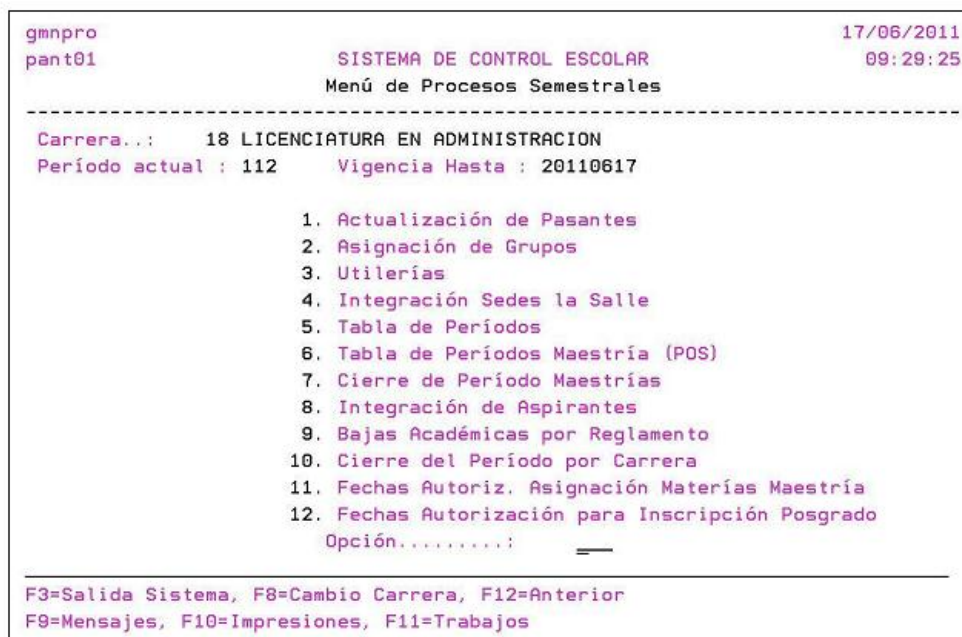 gmnpro 17/06/2011
pant01 SISTEMA DE CONTROL ESCOLAR 09:29:25
Menú de Procesos Semestrales
Carrera..: 18 LICENCIATURA EN ADMINISTRACION
Período actual : 112 Vigencia Hasta : 20110617
1. Actualización de Pasantes
2. Asignación de Grupos
3. Utilerías
4. Integración Sedes la Salle
5. Tabla de Períodos
6. Tabla de Períodos Maestría (POS)
7. Cierre de Período Maestrías
8. Integración de Aspirantes
9. Bajas Académicas por Reglamento
10. Cierre del Período por Carrera
11. Fechas Autoriz. Asignación Materías Maestría
12. Fechas Autorización para Inscripción Posgrado
Opción.........:
F3=Salida Sistema, F8=Cambio Carrera, F12=Anterior
F9=Mensajes, F10=Impresiones, F11=Trabajos